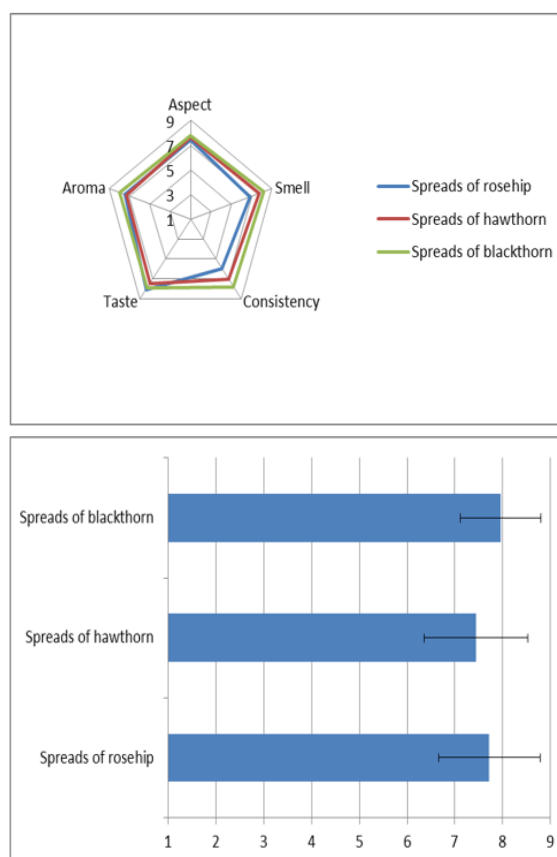 Aspect
9
7
5
3
1
Smell
Aroma
Taste
Consistency
Spreads of rosehip
Spreads of hawthorn
Spreads of blackthorn
Spreads of blackthorn
Spreads of hawthorn
Spreads of rosehip
1 2 3 4 5 6 7 8 9